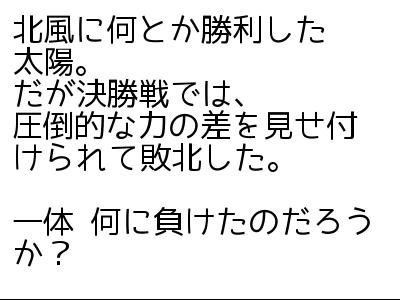 北風に何とか勝利した
太陽。
だが決勝戦では、
圧倒的な力の差を見せ付
けられて敗北した。
一体 何に負けたのだろう
か？